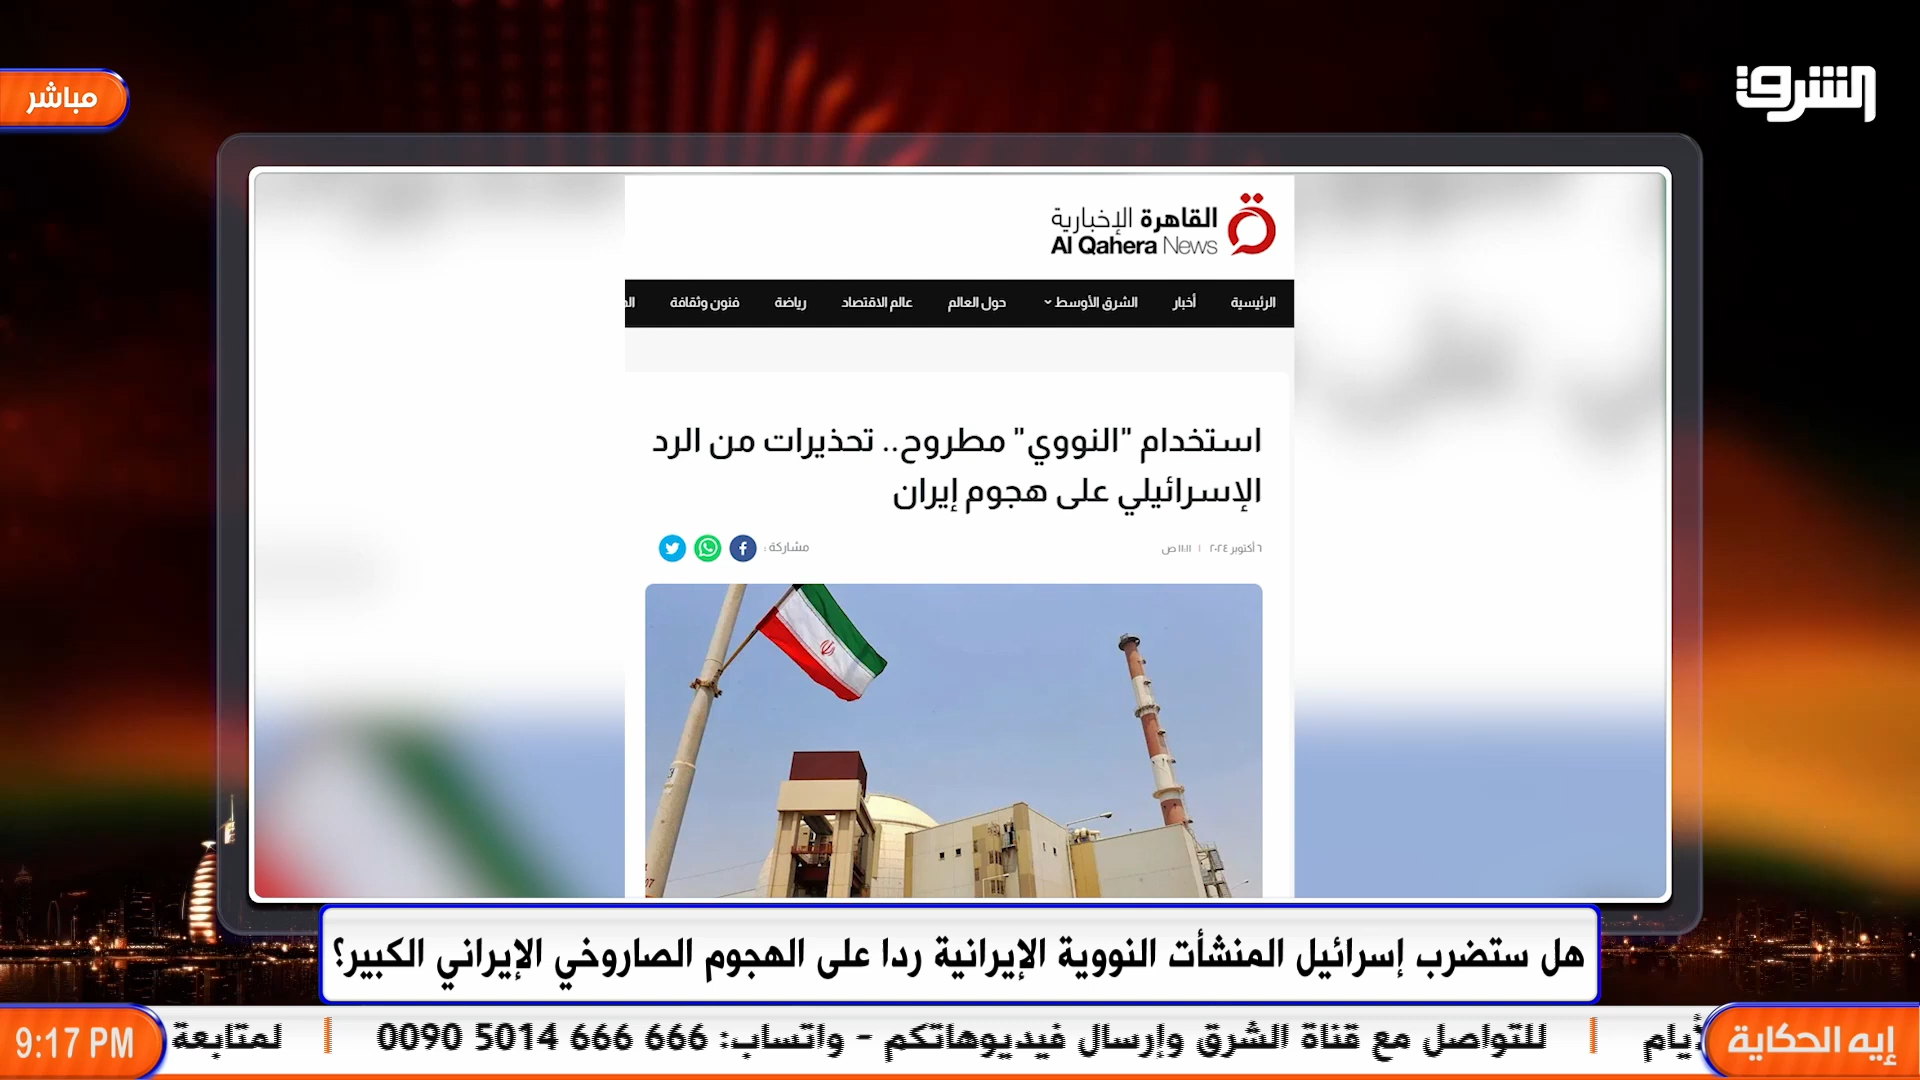 مباشر
الشرق
القاهرة الإخبارية
Al Qahera News
الرئيسية أخبار الشرق الأوسط حول العالم عالم الاقتصاد رياضة فنون وثقافة
استخدام "النووي" مطروح.. تحذيرات من الرد
الإسرائيلي على هجوم إيران
٦ أكتوبر ٢٠٢٤ | ١١:١١ ص
مشاركة :
هل ستضرب إسرائيل المنشأت النووية الإيرانية ردا على الهجوم الصاروخي الإيراني الكبير؟
إيه الحكاية
للتواصل مع قناة الشرق وإرسال فيديوهاتكم - واتساب: 0090 5014 666 666 | لمتابعة
9:17 PM